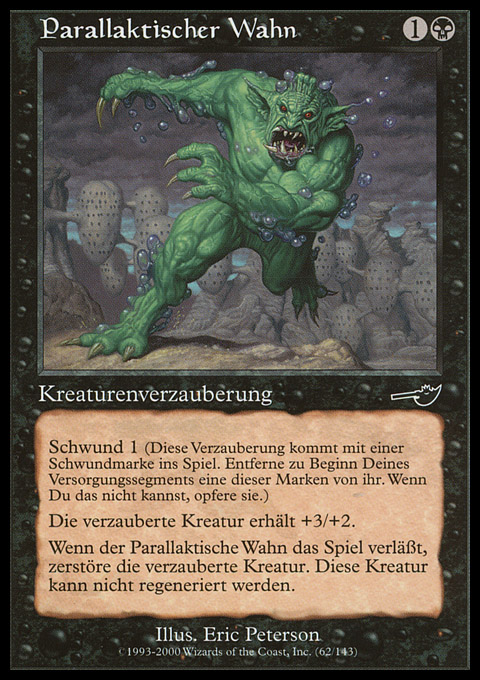 Parallaktischer Wahn 1
Kreaturenverzauberung
Schwund 1 (Diese Verzauberung kommt mit einer
Schwundmarke ins Spiel. Entferne zu Beginn Deines
Versorgungssegments eine dieser Marken von ihr. Wenn
Du das nicht kannst, opfere sie.)
Die verzauberte Kreatur erhält +3/+2.
Wenn der Parallaktische Wahn das Spiel verläßt,
zerstöre die verzauberte Kreatur. Diese Kreatur
kann nicht regeneriert werden.
Illus. Eric Peterson
©1993-2000 Wizards of the Coast, Inc. (62/143)